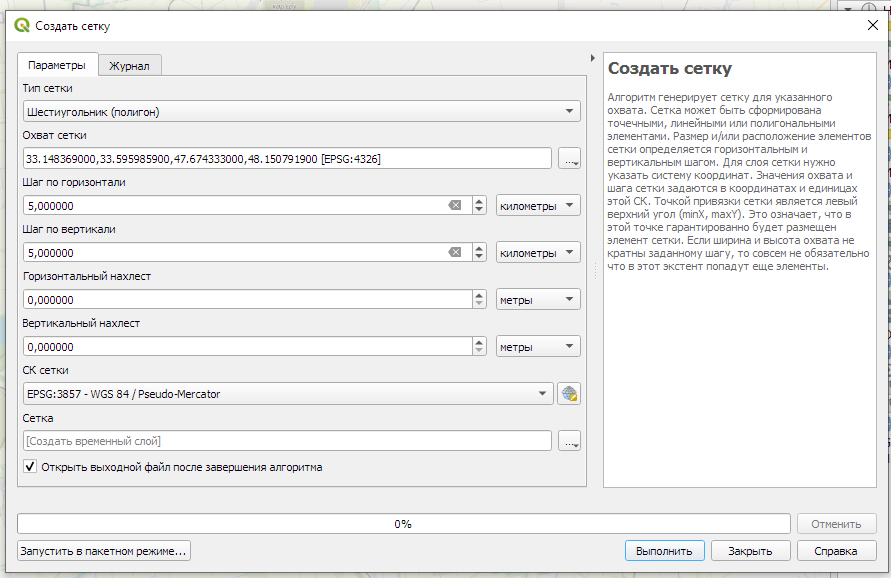 Создать сетку
Параметры
Журнал
Тип сетки
Шестиугольник (полигон)
Охват сетки
33.148369000,33.595985900,47.674333000,48.150791900 [EPSG:4326]
...
Шаг по горизонтали
5,000000
километры
Шаг по вертикали
5,000000
километры
Горизонтальный нахлест
0,000000
метры
Вертикальный нахлест
0,000000
метры
СК сетки
EPSG:3857 - WGS 84 / Pseudo-Mercator
Сетка
[Создать временный слой]
...
Открыть выходной файл после завершения алгоритма
Создать сетку
Алгоритм генерирует сетку для указанного
охвата. Сетка может быть сформирована
точечными, линейными или полигональными
элементами. Размер и/или расположение элементов
сетки определяется горизонтальным и
вертикальным шагом. Для слоя сетки нужно
указать систему координат. Значения охвата и
шага сетки задаются в координатах и единицах
этой СК. Точкой привязки сетки является левый
верхний угол (minX, maxY). Это означает, что в
этой точке гарантированно будет размещен
элемент сетки. Если ширина и высота охвата не
кратны заданному шагу, то совсем не обязательно
что в этот экстент попадут еще элементы.
0%
Отменить
Запустить в пакетном режиме...
Выполнить
Закрыть
Справка